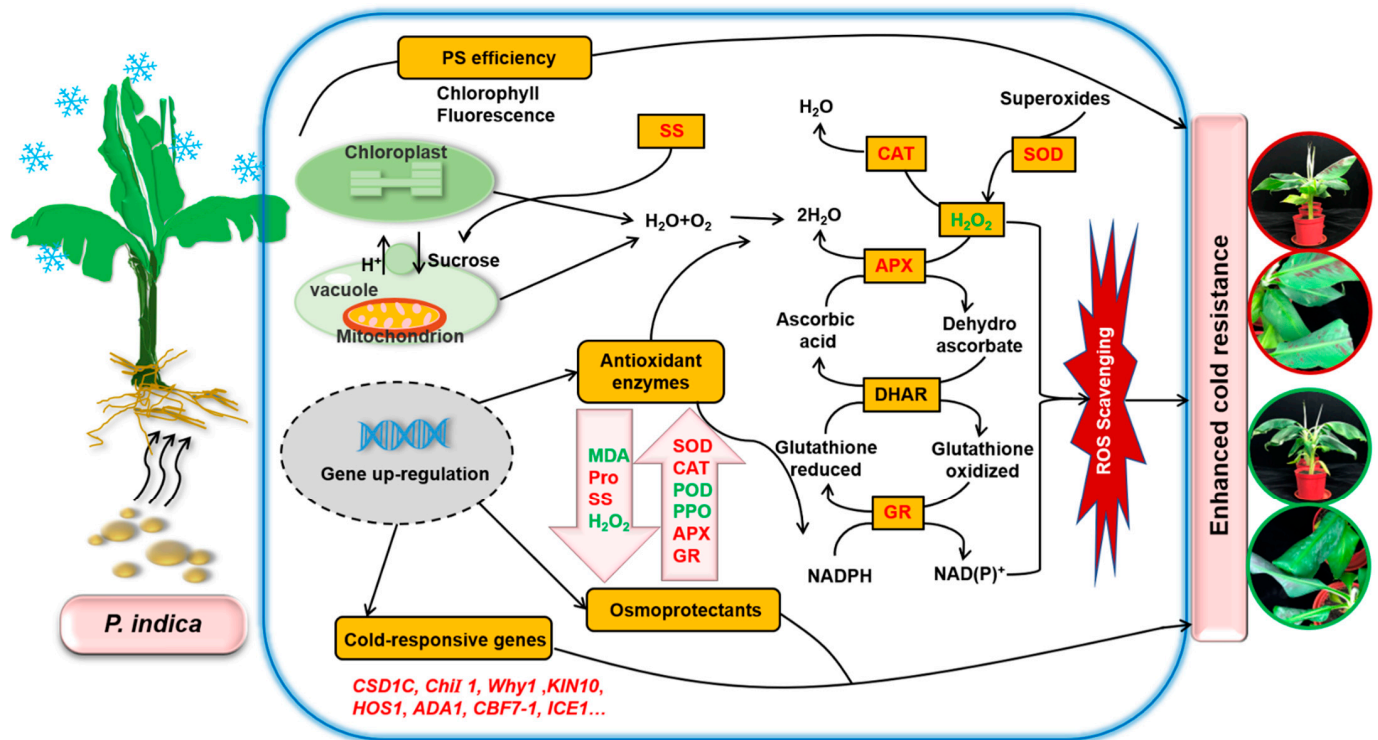 PS efficiency
Chlorophyll
Fluorescence
Chloroplast
H⁺
Sucrose
vacuole
Mitochondrion
SS
H₂O+O₂
2H₂O
H₂O
CAT
Superoxides
SOD
H₂O₂
APX
Ascorbic
acid
Dehydro
ascorbate
DHAR
Glutathione
reduced
Glutathione
oxidized
GR
NADPH
NAD(P)⁺
Antioxidant
enzymes
Gene up-regulation
MDA
Pro
SS
H₂O₂
SOD
CAT
POD
PPO
APX
GR
Osmoprotectants
Cold-responsive genes
CSD1C, ChiI 1, Why1 ,KIN10,
HOS1, ADA1, CBF7-1, ICE1...
P. indica
ROS Scavenging
Enhanced cold resistance